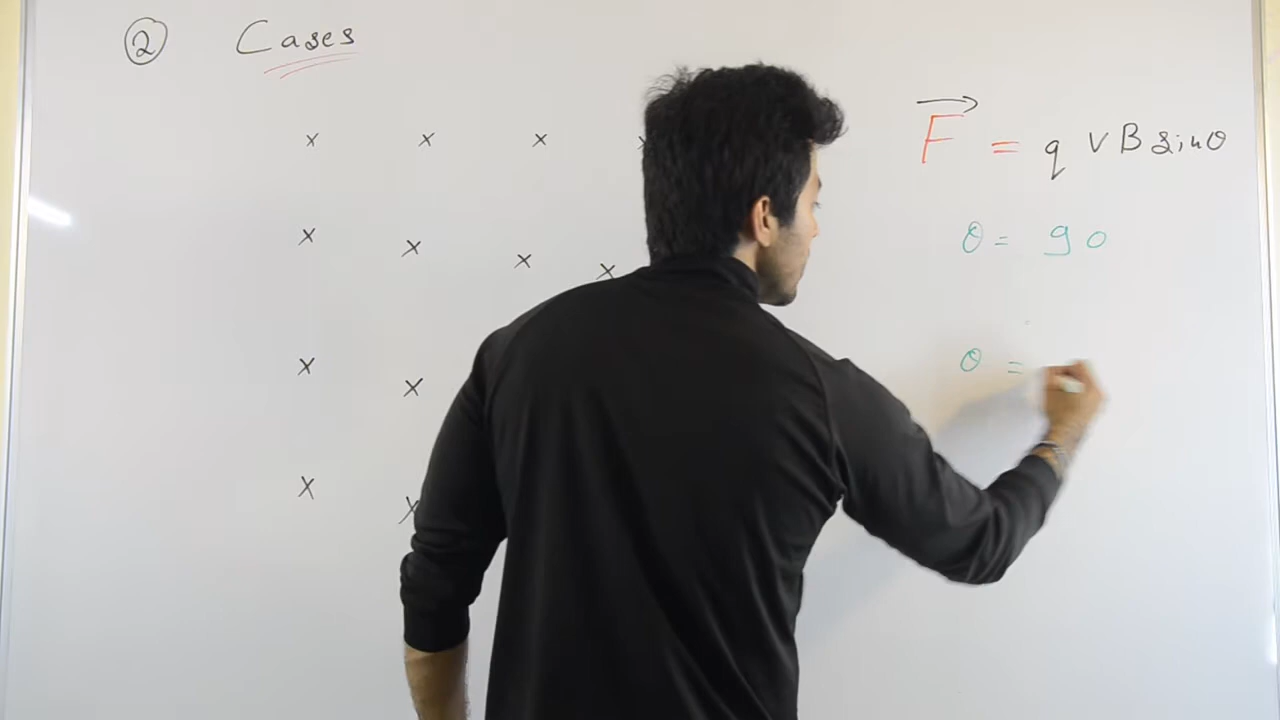 ② Cases
x x x
F = q v B sinθ
x x x x
θ = 90
x x
θ =
x x